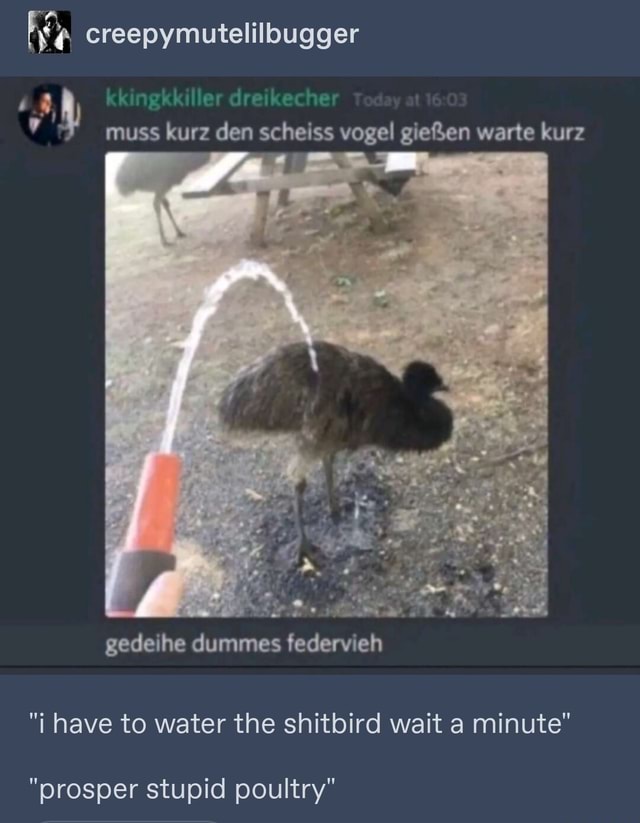 creepymutelilbugger
kkingkkiller dreikecher Today at 16:03
muss kurz den scheiss vogel gießen warte kurz
gedeihe dummes federvieh
"i have to water the shitbird wait a minute"
"prosper stupid poultry"